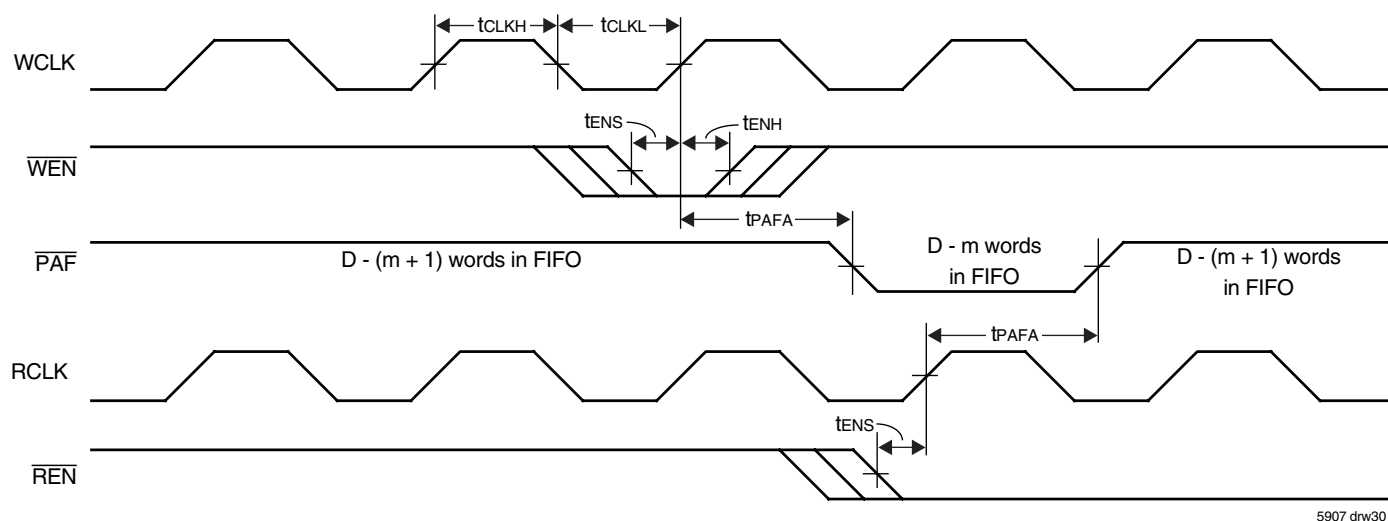 tCLKH
tCLKL
WCLK
tENS
tENH
WEN
tPAFA
PAF
D - (m + 1) words in FIFO
D - m words
in FIFO
D - (m + 1) words
in FIFO
tPAFA
RCLK
tENS
REN
5907 drw30